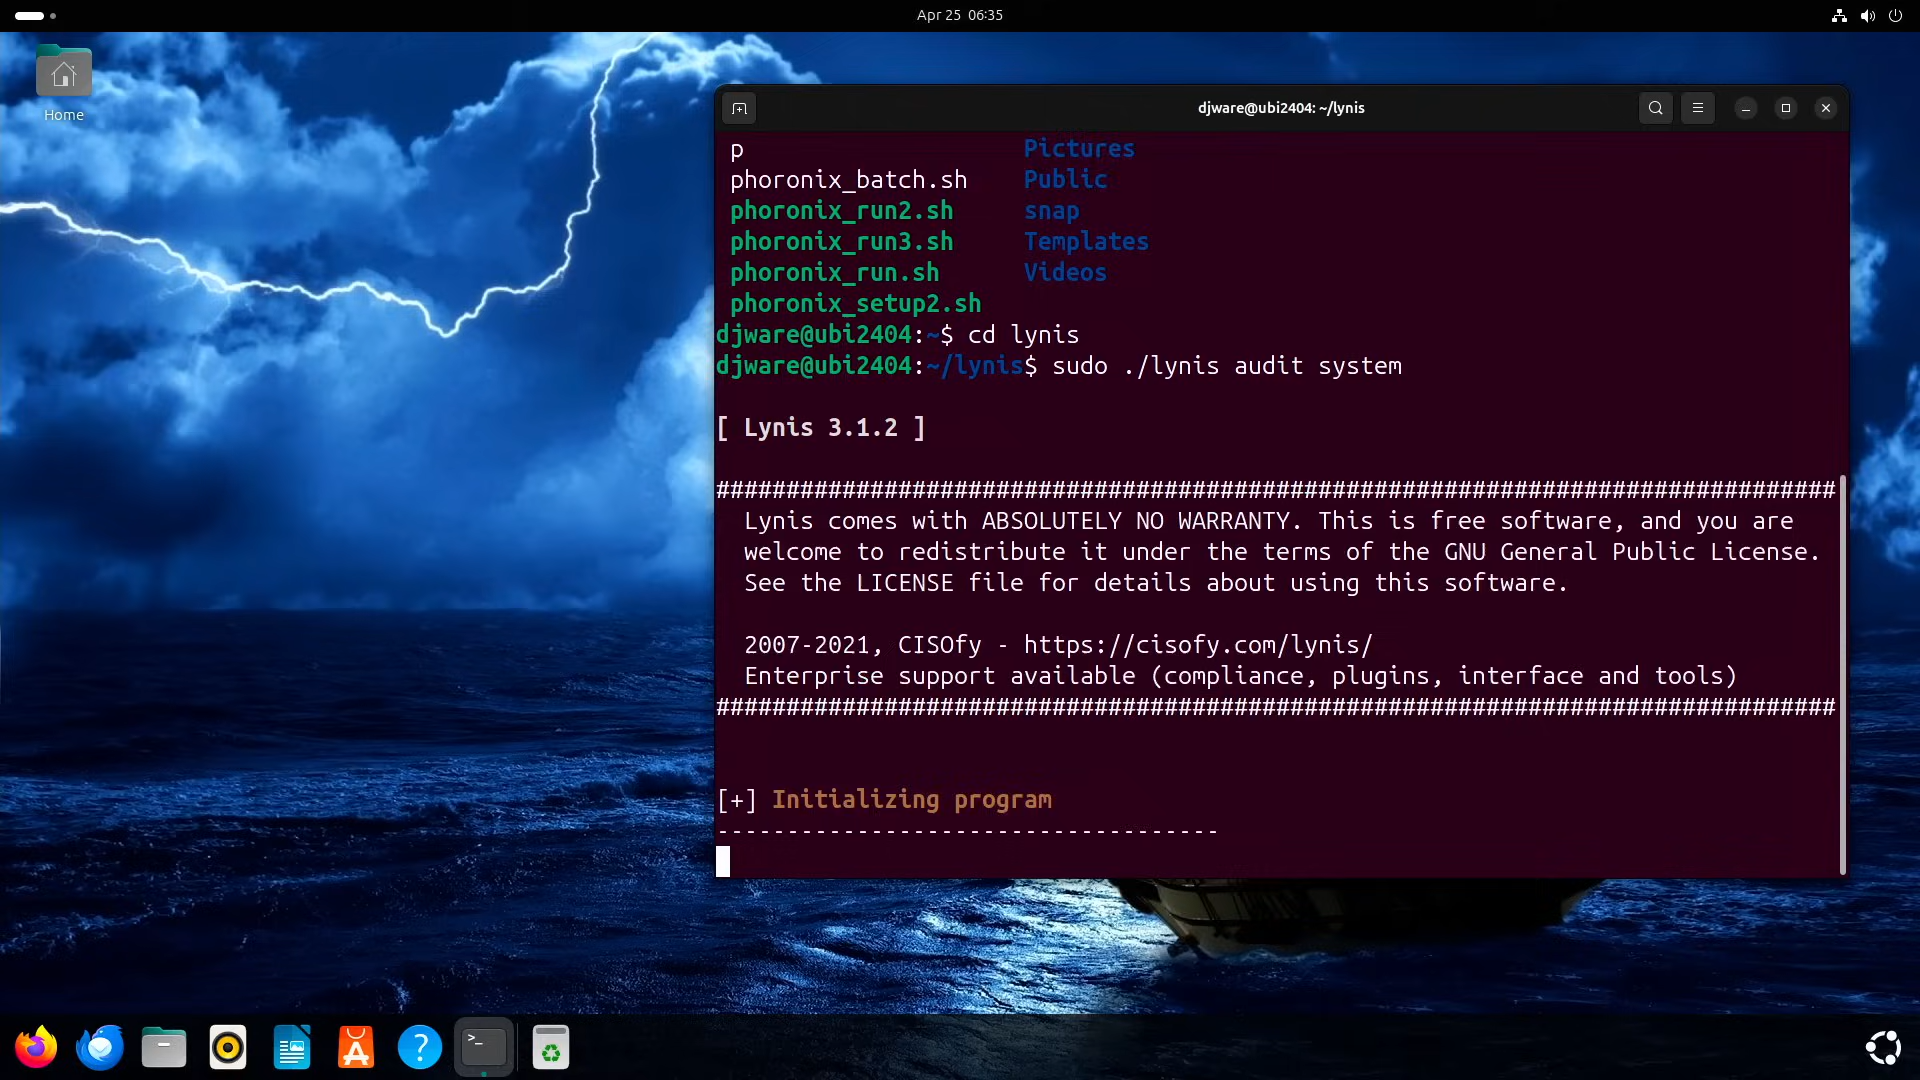 Apr 25 06:35
Home
djware@ubi2404: ~/lynis
p Pictures
phoronix_batch.sh Public
phoronix_run2.sh snap
phoronix_run3.sh Templates
phoronix_run.sh Videos
phoronix_setup2.sh
djware@ubi2404:~$ cd lynis
djware@ubi2404:~/lynis$ sudo ./lynis audit system
[ Lynis 3.1.2 ]
################################################################################
Lynis comes with ABSOLUTELY NO WARRANTY. This is free software, and you are
welcome to redistribute it under the terms of the GNU General Public License.
See the LICENSE file for details about using this software.
2007-2021, CISOfy - https://cisofy.com/lynis/
Enterprise support available (compliance, plugins, interface and tools)
################################################################################
[+] Initializing program
------------------------------------